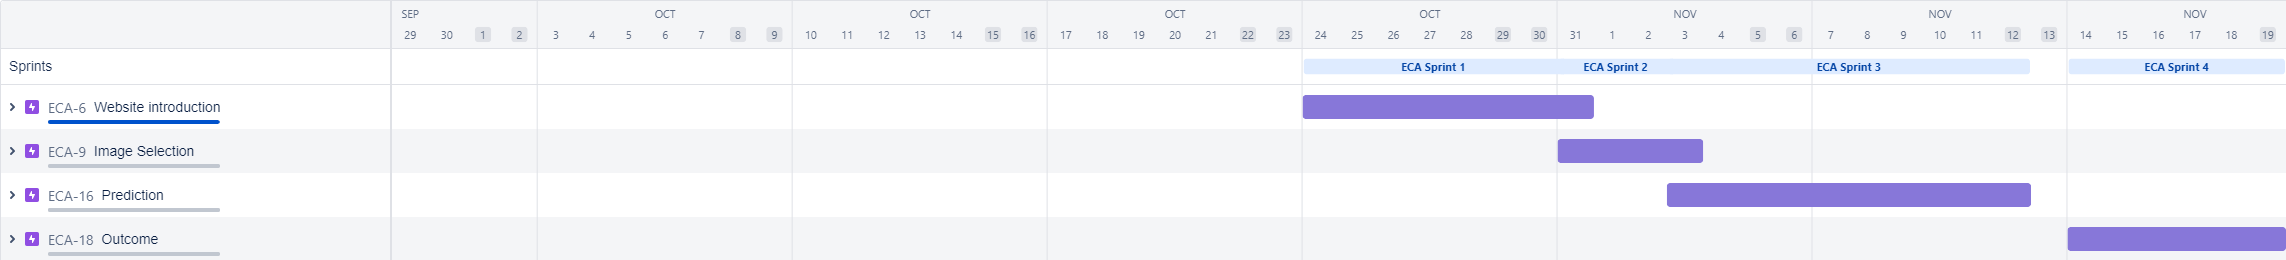 SEP OCT OCT OCT OCT NOV NOV NOV
29 30 1 2 3 4 5 6 7 8 9 10 11 12 13 14 15 16 17 18 19 20 21 22 23 24 25 26 27 28 29 30 31 1 2 3 4 5 6 7 8 9 10 11 12 13 14 15 16 17 18 19
Sprints ECA Sprint 1 ECA Sprint 2 ECA Sprint 3 ECA Sprint 4
ECA-6 Website introduction
ECA-9 Image Selection
ECA-16 Prediction
ECA-18 Outcome